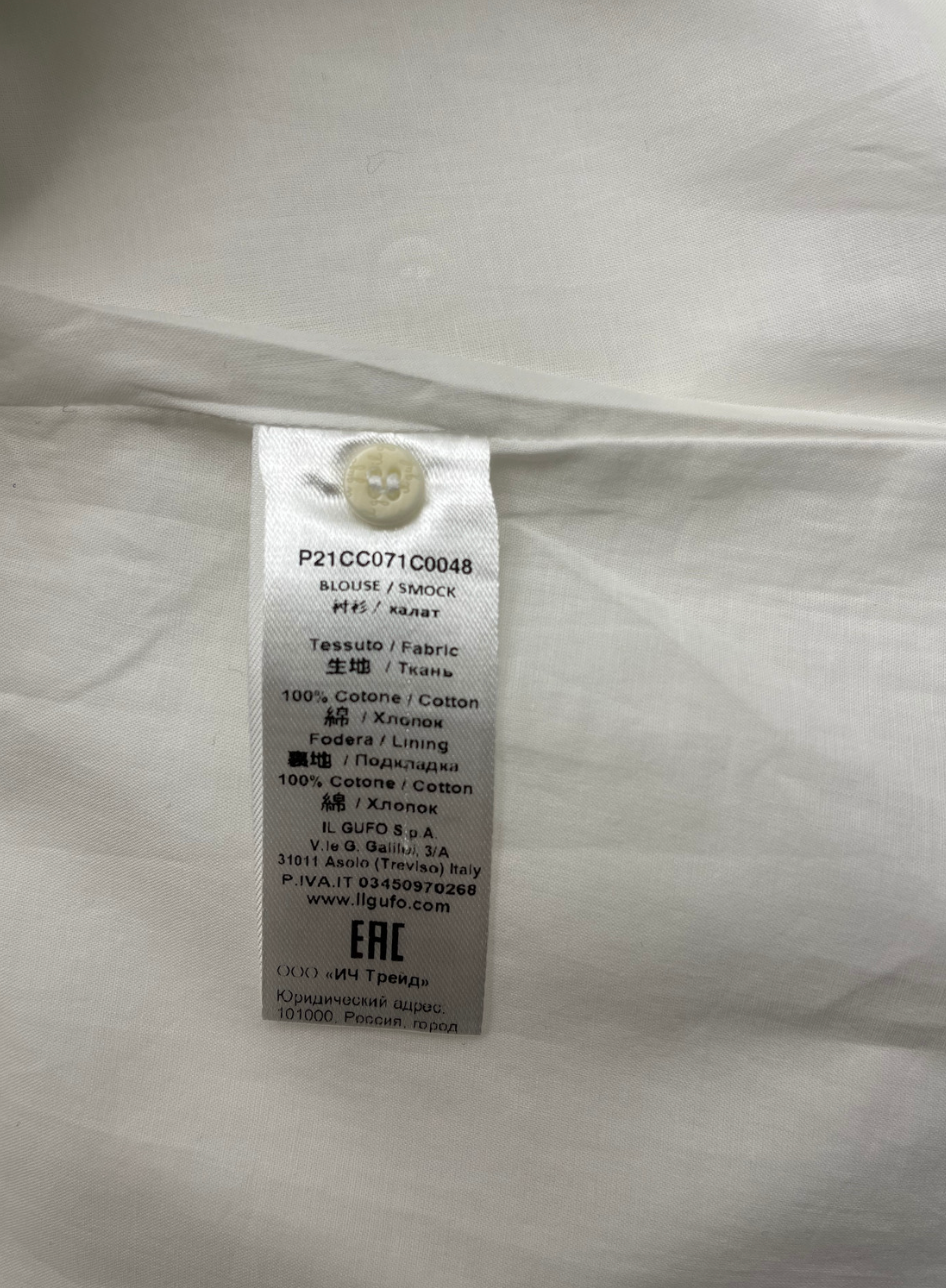 P21CC071C0048
BLOUSE / SMOCK
衬衫 / халат
Tessuto / Fabric
生地 / Ткань
100% Cotone / Cotton
綿 / Хлопок
Fodera / Lining
裏地 / Подкладка
100% Cotone / Cotton
綿 / Хлопок
IL GUFO S.p.A.
V.le G. 3/A
31011 Asolo (Treviso) Italy
P.IVA.IT 03450970268
www.ilgufo.com
EAC
ООО «ИЧ Трейд»
Юридический адрес:
101000, Россия, город